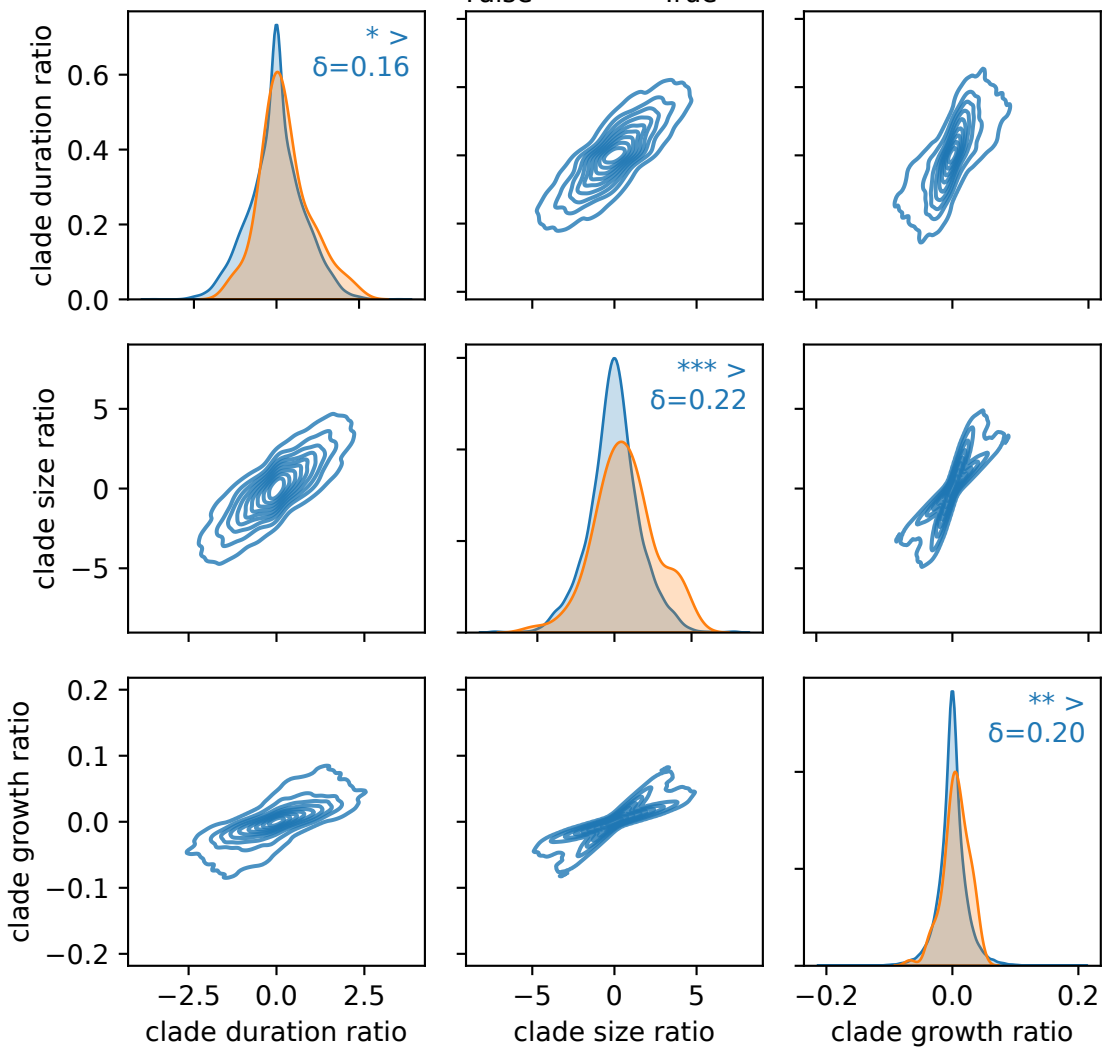 True
clade duration ratio
0.6
0.4
0.2
0.0
* >
δ=0.16
clade size ratio
5
0
−5
*** >
δ=0.22
clade growth ratio
0.2
0.1
0.0
−0.1
−0.2
** >
δ=0.20
−2.5 0.0 2.5
−5 0 5
−0.2 0.0 0.2
clade duration ratio
clade size ratio
clade growth ratio